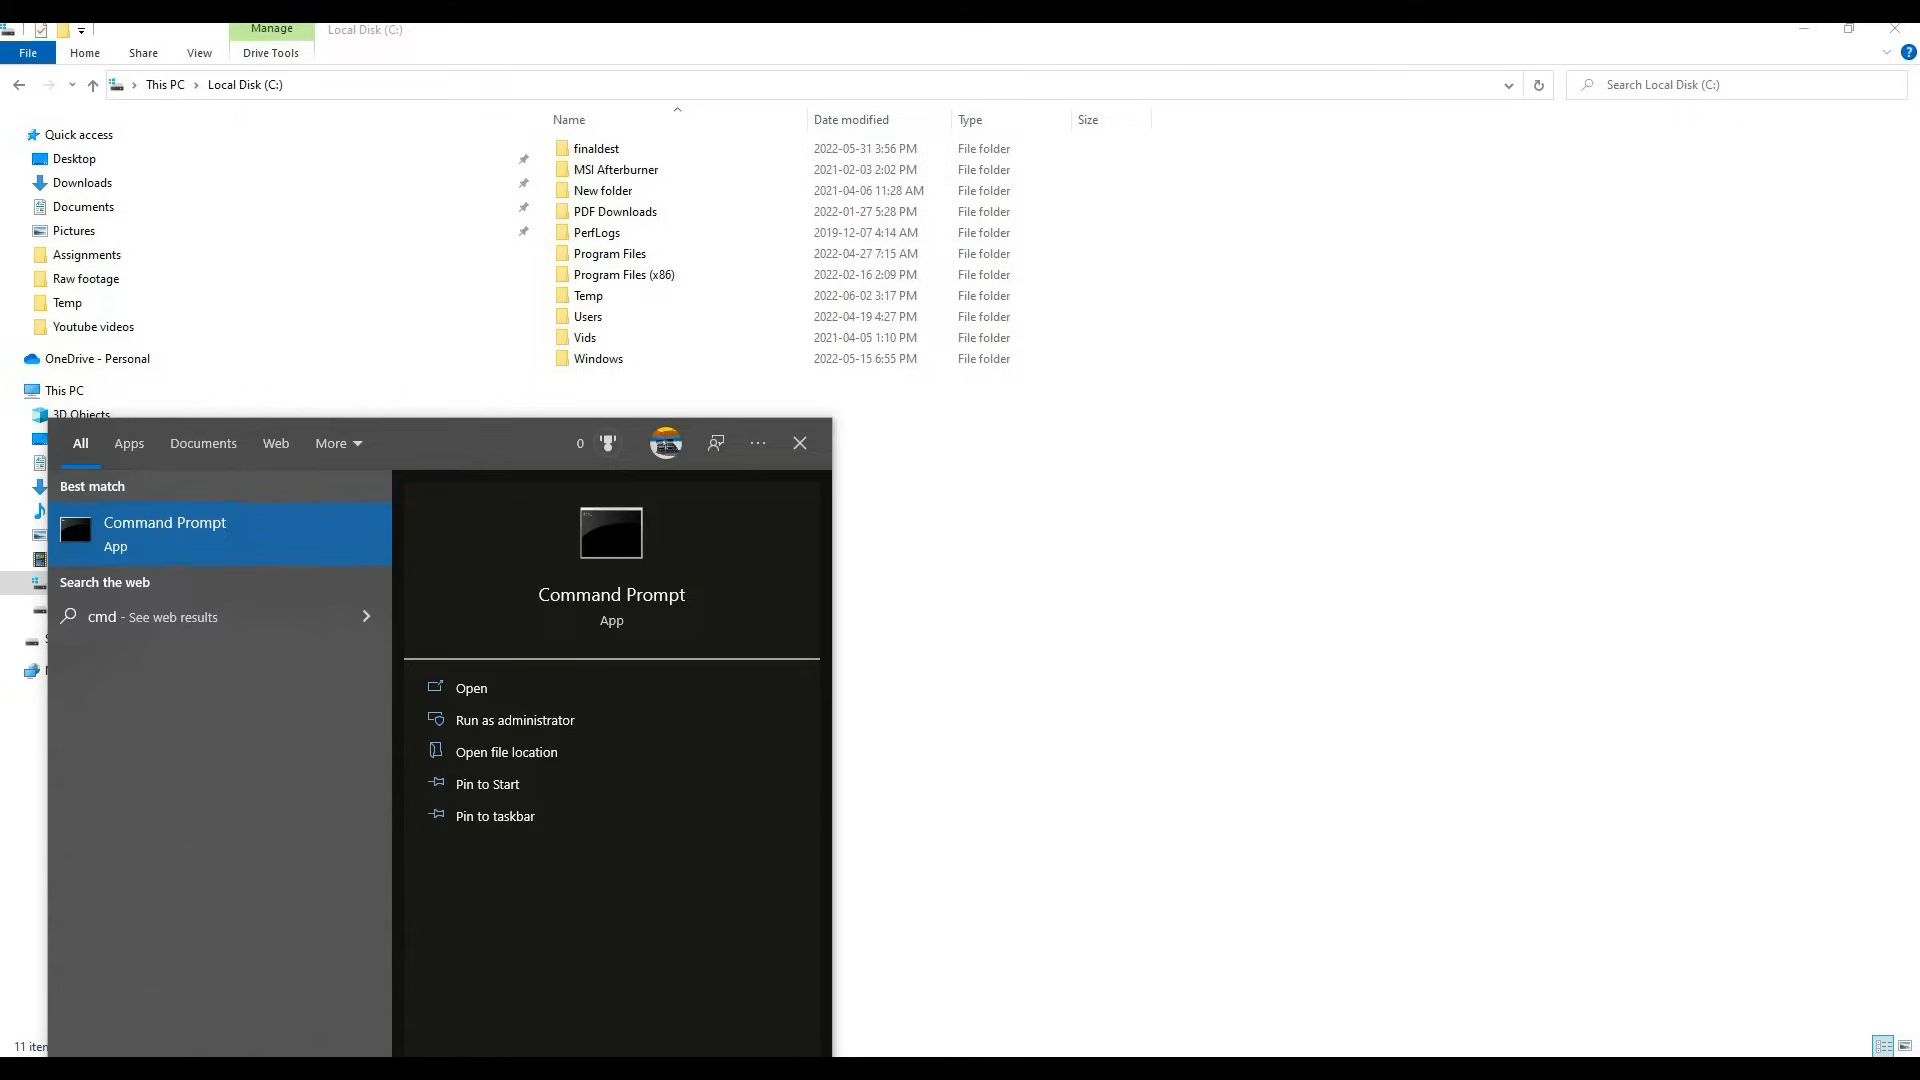 Manage
Local Disk (C:)
File
Home
Share
View
Drive Tools
This PC
Local Disk (C:)
Search Local Disk (C:)
Name
Date modified
Type
Size
Quick access
Desktop
Downloads
Documents
Pictures
Assignments
Raw footage
Temp
Youtube videos
OneDrive - Personal
This PC
3D Objects
finaldest 2022-05-31 3:56 PM File folder
MSI Afterburner 2021-02-03 2:02 PM File folder
New folder 2021-04-06 11:28 AM File folder
PDF Downloads 2022-01-27 5:28 PM File folder
PerfLogs 2019-12-07 4:14 AM File folder
Program Files 2022-04-27 7:15 AM File folder
Program Files (x86) 2022-02-16 2:09 PM File folder
Temp 2022-06-02 3:17 PM File folder
Users 2022-04-19 4:27 PM File folder
Vids 2021-04-05 1:10 PM File folder
Windows 2022-05-15 6:55 PM File folder
All
Apps
Documents
Web
More
0
Best match
Command Prompt
App
Search the web
cmd - See web results
Command Prompt
App
Open
Run as administrator
Open file location
Pin to Start
Pin to taskbar
11